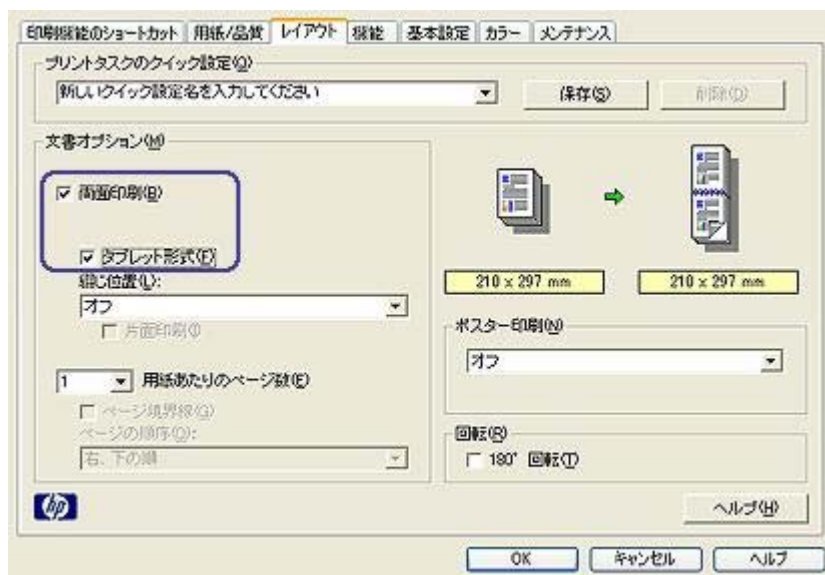 印刷機能のショートカット 用紙/品質 レイアウト 機能 基本設定 カラー メンテナンス
プリントタスクのクイック設定(Q)
新しいクイック設定名を入力してください 保存(S) 削除(D)
文書オプション(M)
両面印刷(B)
タブレット形式(F)
綴じ位置(L):
オフ
片面印刷(I)
1 用紙あたりのページ数(E)
ページ境界線(G)
ページの順序(O):
右、下の順
210 x 297 mm 210 x 297 mm
ポスター印刷(N)
オフ
回転(R)
180° 回転(T)
hp
ヘルプ(H)
OK キャンセル ヘルプ